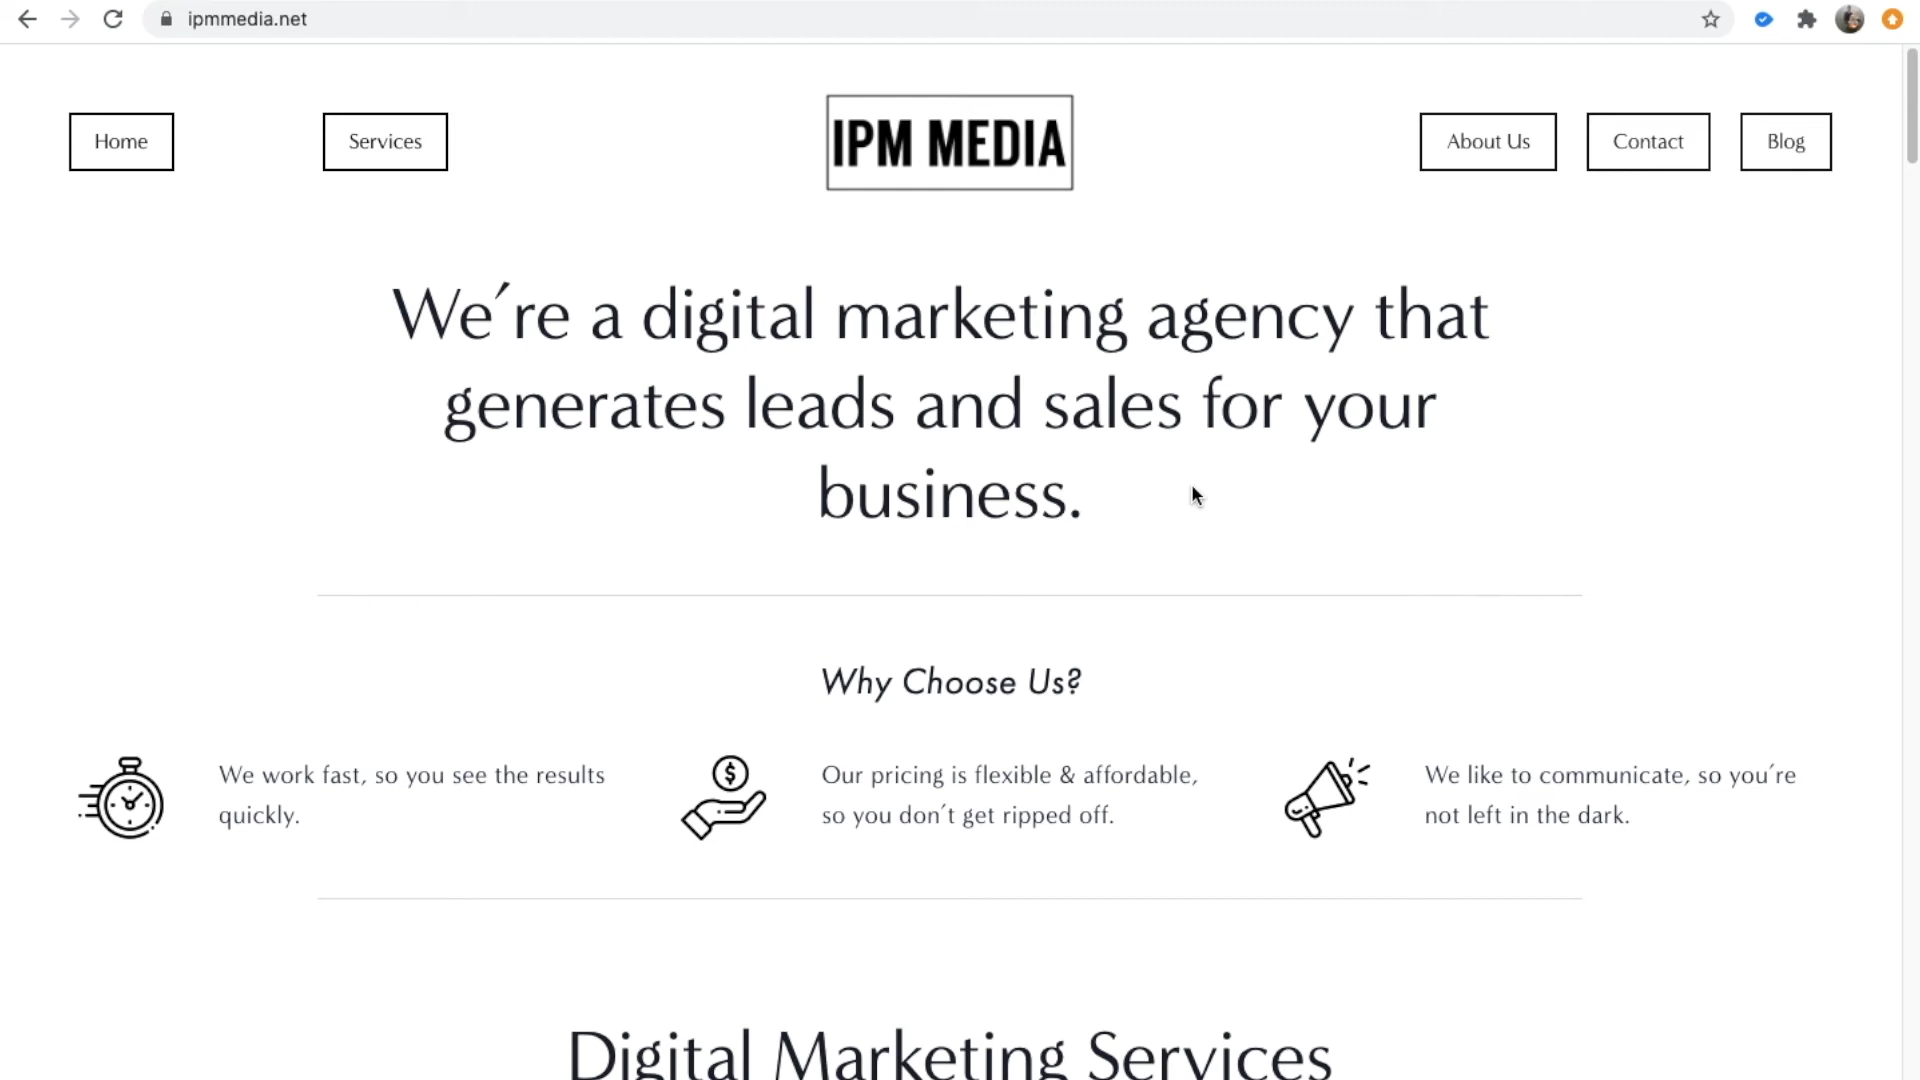 ipmmedia.net
Home
Services
IPM MEDIA
About Us
Contact
Blog
We´re a digital marketing agency that
generates leads and sales for your
business.
Why Choose Us?
We work fast, so you see the results
quickly.
Our pricing is flexible & affordable,
so you don´t get ripped off.
We like to communicate, so you´re
not left in the dark.
Digital Marketing Services